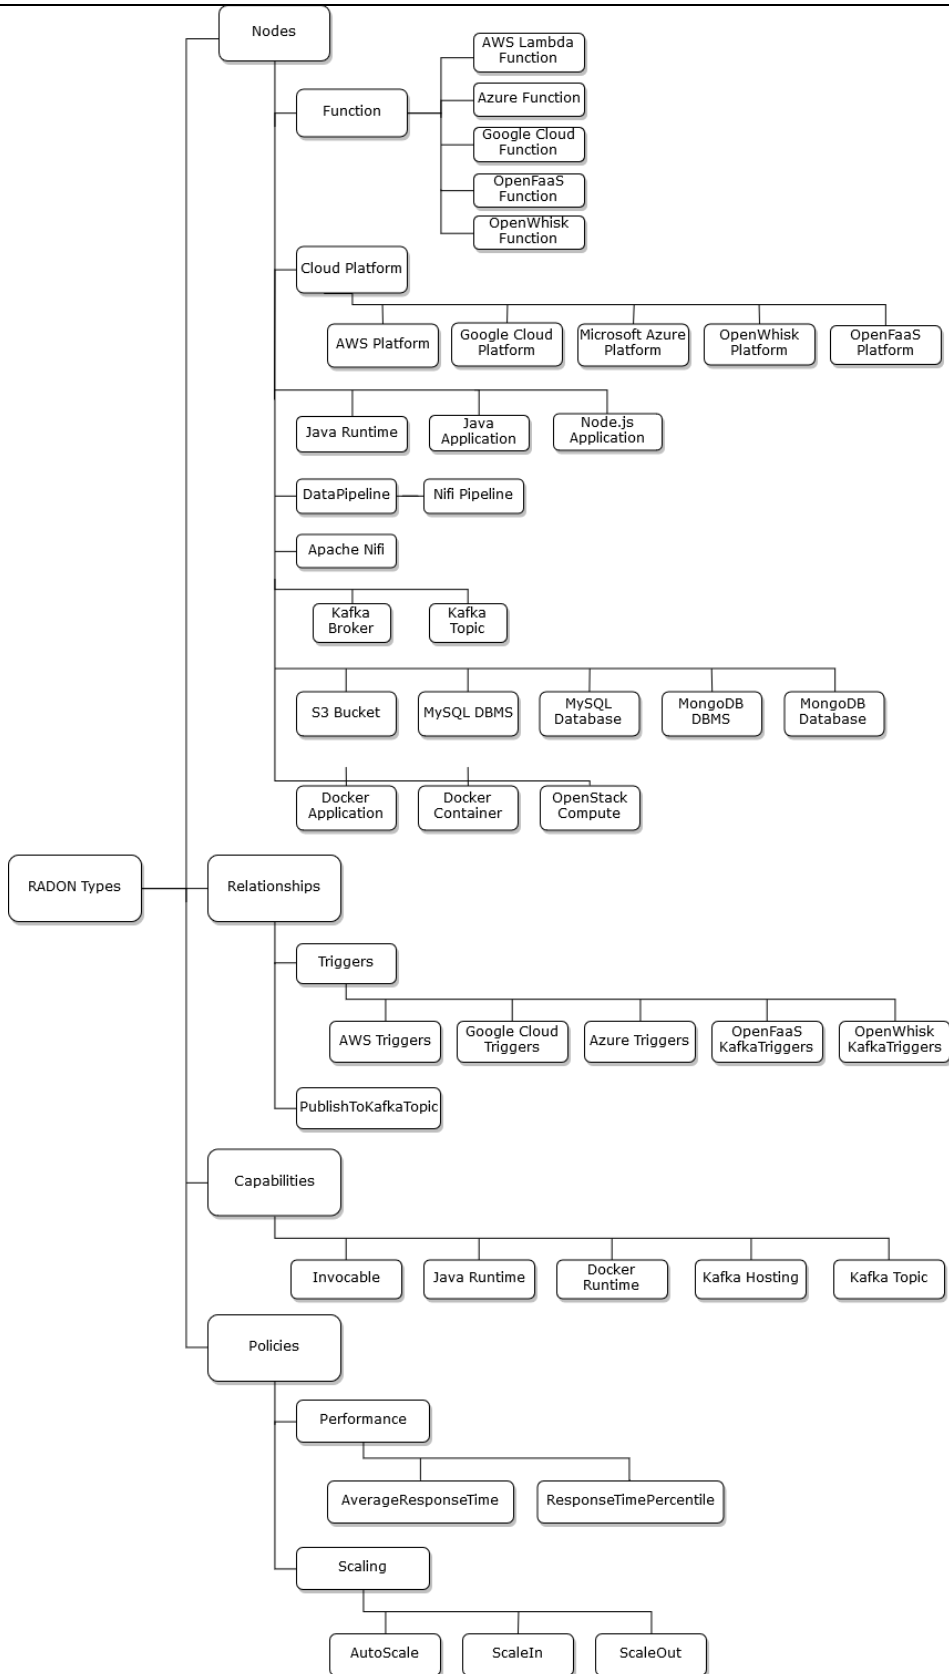 Nodes
AWS Lambda
Function
Function
Azure Function
Google Cloud
Function
OpenFaaS
Function
OpenWhisk
Function
Cloud Platform
AWS Platform
Google Cloud
Platform
Microsoft Azure
Platform
OpenWhisk
Platform
OpenFaaS
Platform
Java Runtime
Java
Application
Node.js
Application
DataPipeline
Nifi Pipeline
Apache Nifi
Kafka
Broker
Kafka
Topic
S3 Bucket
MySQL DBMS
MySQL
Database
MongoDB
DBMS
MongoDB
Database
Docker
Application
Docker
Container
OpenStack
Compute
RADON Types
Relationships
Triggers
AWS Triggers
Google Cloud
Triggers
Azure Triggers
OpenFaaS
KafkaTriggers
OpenWhisk
KafkaTriggers
PublishToKafkaTopic
Capabilities
Invocable
Java Runtime
Docker
Runtime
Kafka Hosting
Kafka Topic
Policies
Performance
AverageResponseTime
ResponseTimePercentile
Scaling
AutoScale
ScaleIn
ScaleOut